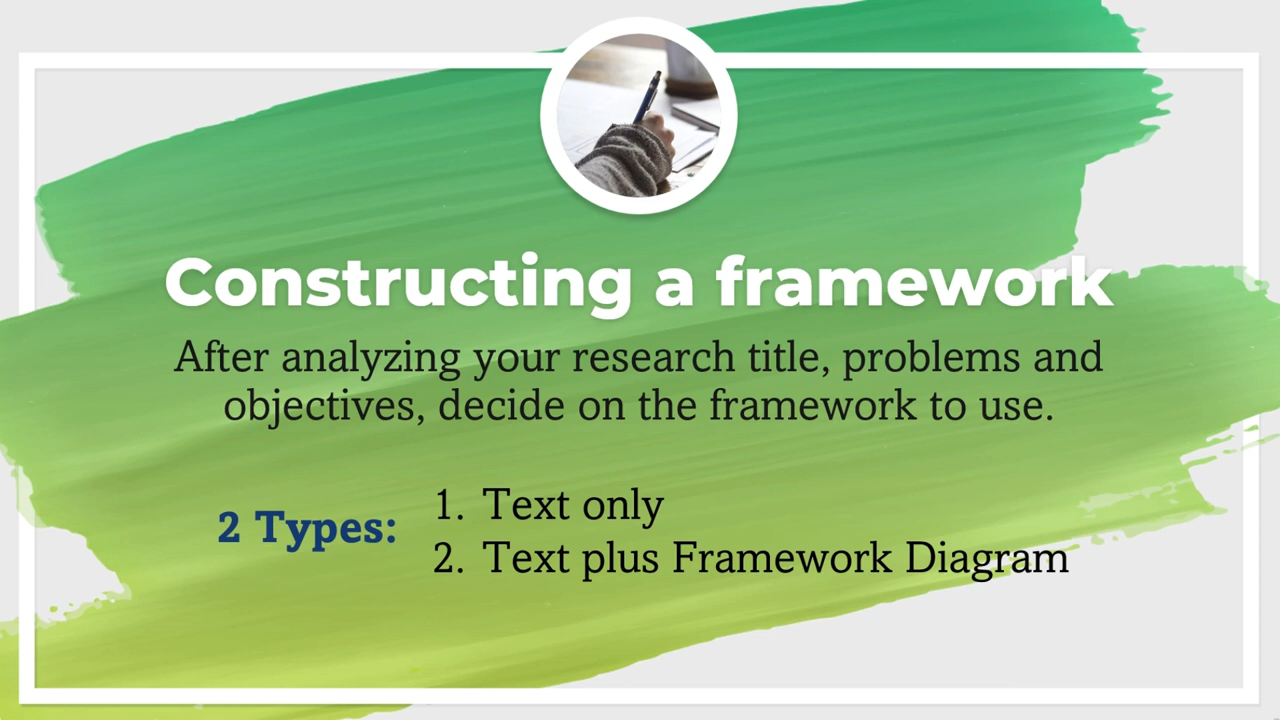 Constructing a framework
After analyzing your research title, problems and
objectives, decide on the framework to use.
2 Types:
1. Text only
2. Text plus Framework Diagram